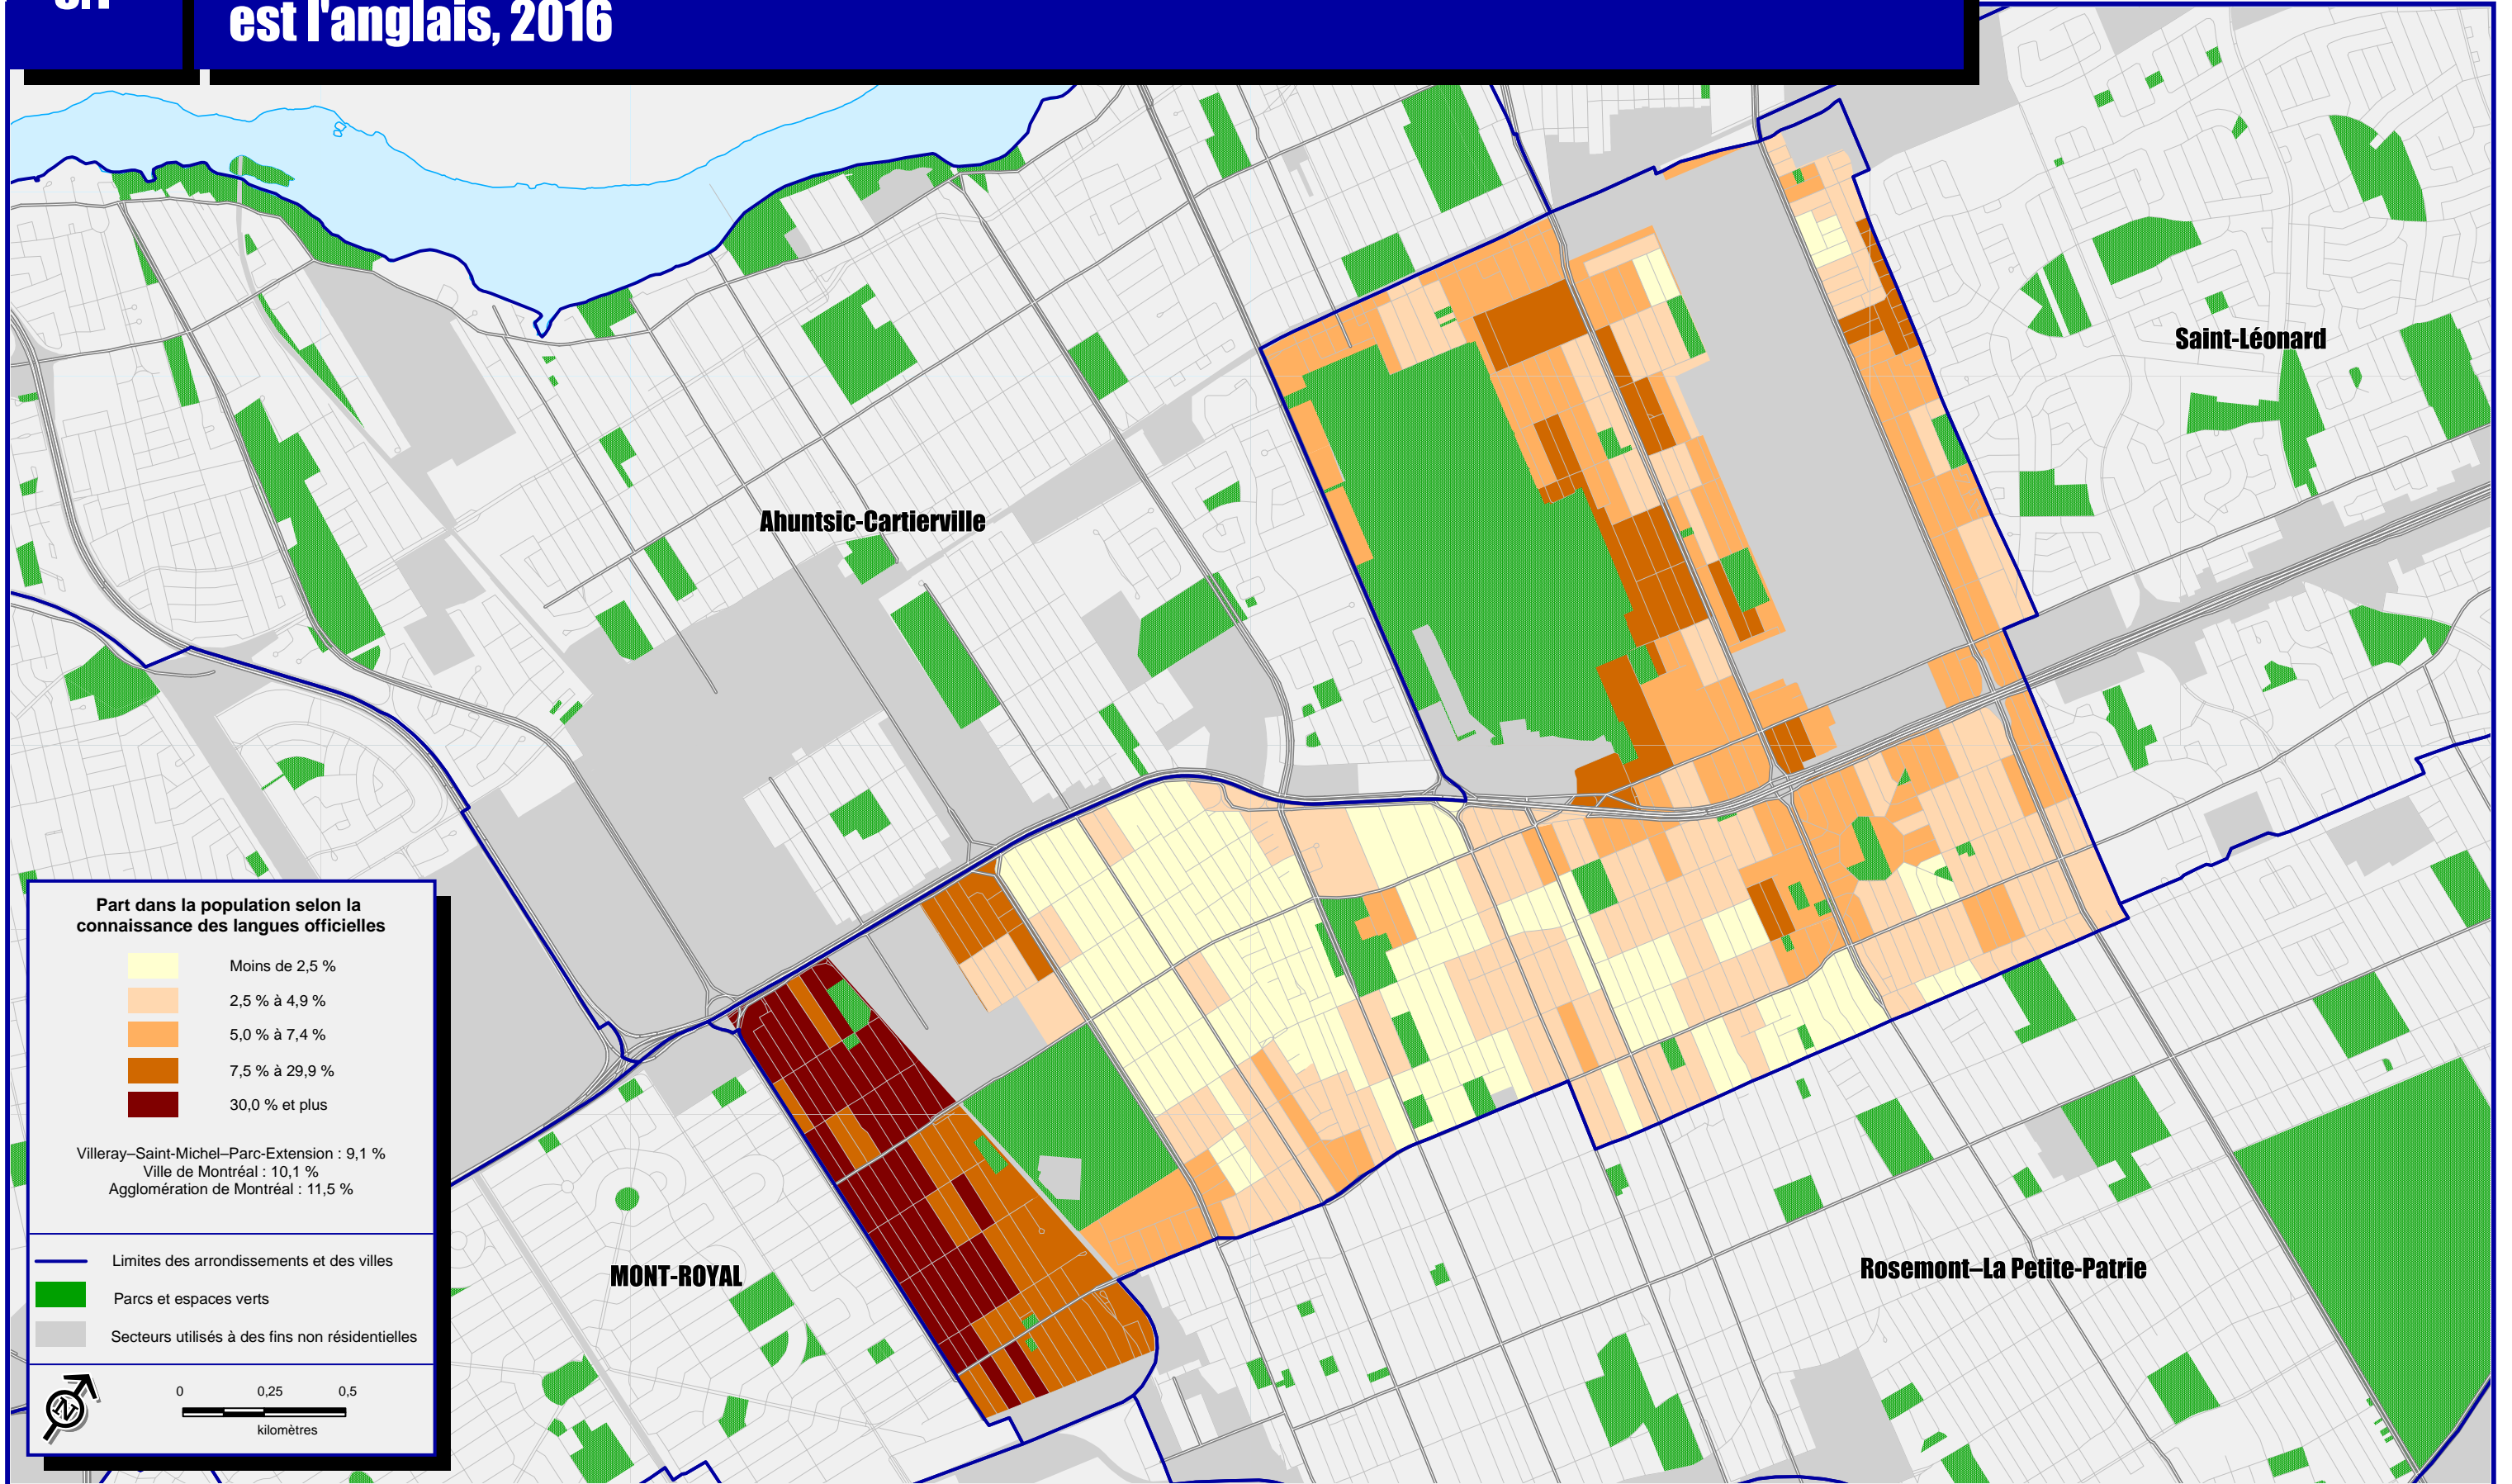 est l'anglais, 2016
Saint-Léonard
Ahuntsic-Cartierville
MONT-ROYAL
Rosemont–La Petite-Patrie
Part dans la population selon la
connaissance des langues officielles
Moins de 2,5 %
2,5 % à 4,9 %
5,0 % à 7,4 %
7,5 % à 29,9 %
30,0 % et plus
Villeray–Saint-Michel–Parc-Extension : 9,1 %
Ville de Montréal : 10,1 %
Agglomération de Montréal : 11,5 %
Limites des arrondissements et des villes
Parcs et espaces verts
Secteurs utilisés à des fins non résidentielles
N
0 0,25 0,5
kilomètres